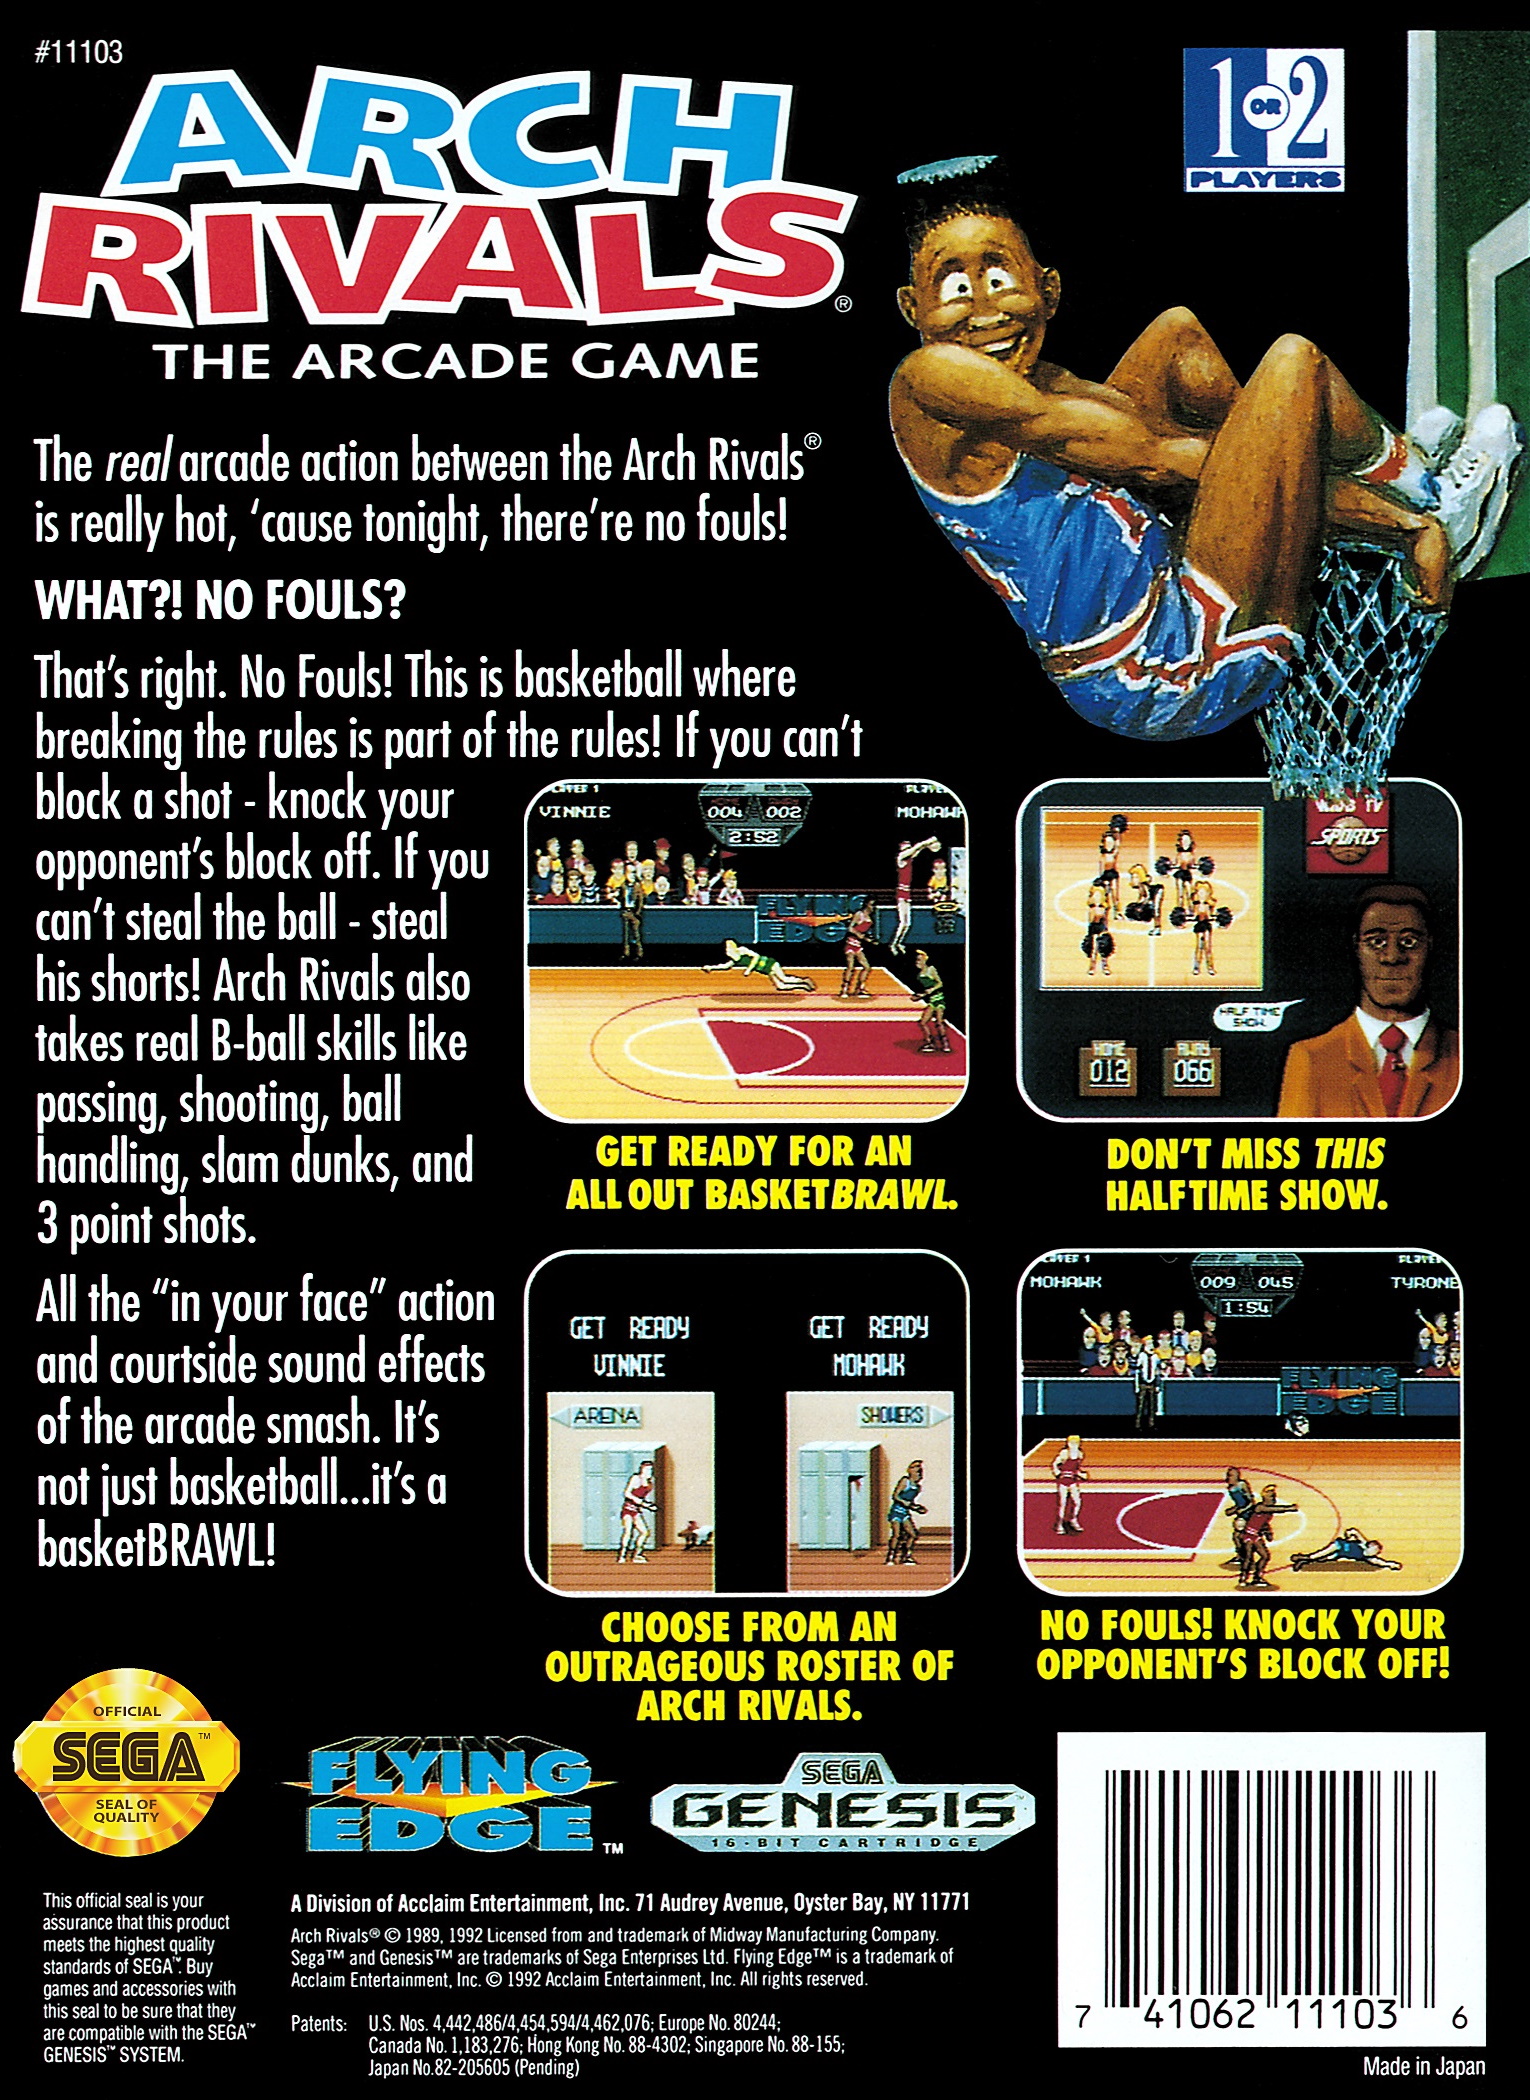 #11103
ARCH
RIVALS®
THE ARCADE GAME
1 OR 2
PLAYERS
The real arcade action between the Arch Rivals®
is really hot, ‘cause tonight, there’re no fouls!
WHAT?! NO FOULS?
That’s right. No Fouls! This is basketball where
breaking the rules is part of the rules! If you can’t
block a shot - knock your
opponent’s block off. If you
can’t steal the ball - steal
his shorts! Arch Rivals also
takes real B-ball skills like
passing, shooting, ball
handling, slam dunks, and
3 point shots.
All the “in your face” action
and courtside sound effects
of the arcade smash. It’s
not just basketball...it’s a
basketBRAWL!
VINNIE
004 002
MOHAWK
2:52
FLYING
EDGE
GET READY FOR AN
ALL OUT BASKETBRAWL.
TV
SPORTS
HALF TIME
SHOW.
HOME
012
AWAY
066
DON’T MISS THIS
HALFTIME SHOW.
GET READY
VINNIE
GET READY
MOHAWK
ARENA
SHOWERS
CHOOSE FROM AN
OUTRAGEOUS ROSTER OF
ARCH RIVALS.
MOHAWK
009 045
TYRONE
1:54
FLYING
EDGE
NO FOULS! KNOCK YOUR
OPPONENT’S BLOCK OFF!
OFFICIAL
SEGA™
SEAL OF
QUALITY
This official seal is your
assurance that this product
meets the highest quality
standards of SEGA™. Buy
games and accessories with
this seal to be sure that they
are compatible with the SEGA™
GENESIS™ SYSTEM.
FLYING
EDGE™
SEGA
GENESIS™
16-BIT CARTRIDGE
A Division of Acclaim Entertainment, Inc. 71 Audrey Avenue, Oyster Bay, NY 11771
Arch Rivals® © 1989, 1992 Licensed from and trademark of Midway Manufacturing Company.
Sega™ and Genesis™ are trademarks of Sega Enterprises Ltd. Flying Edge™ is a trademark of
Acclaim Entertainment, Inc. © 1992 Acclaim Entertainment, Inc. All rights reserved.
Patents: U.S. Nos. 4,442,486/4,454,594/4,462,076; Europe No. 80244;
Canada No. 1,183,276; Hong Kong No. 88-4302; Singapore No. 88-155;
Japan No.82-205605 (Pending)
7 41062 11103 6
Made in Japan